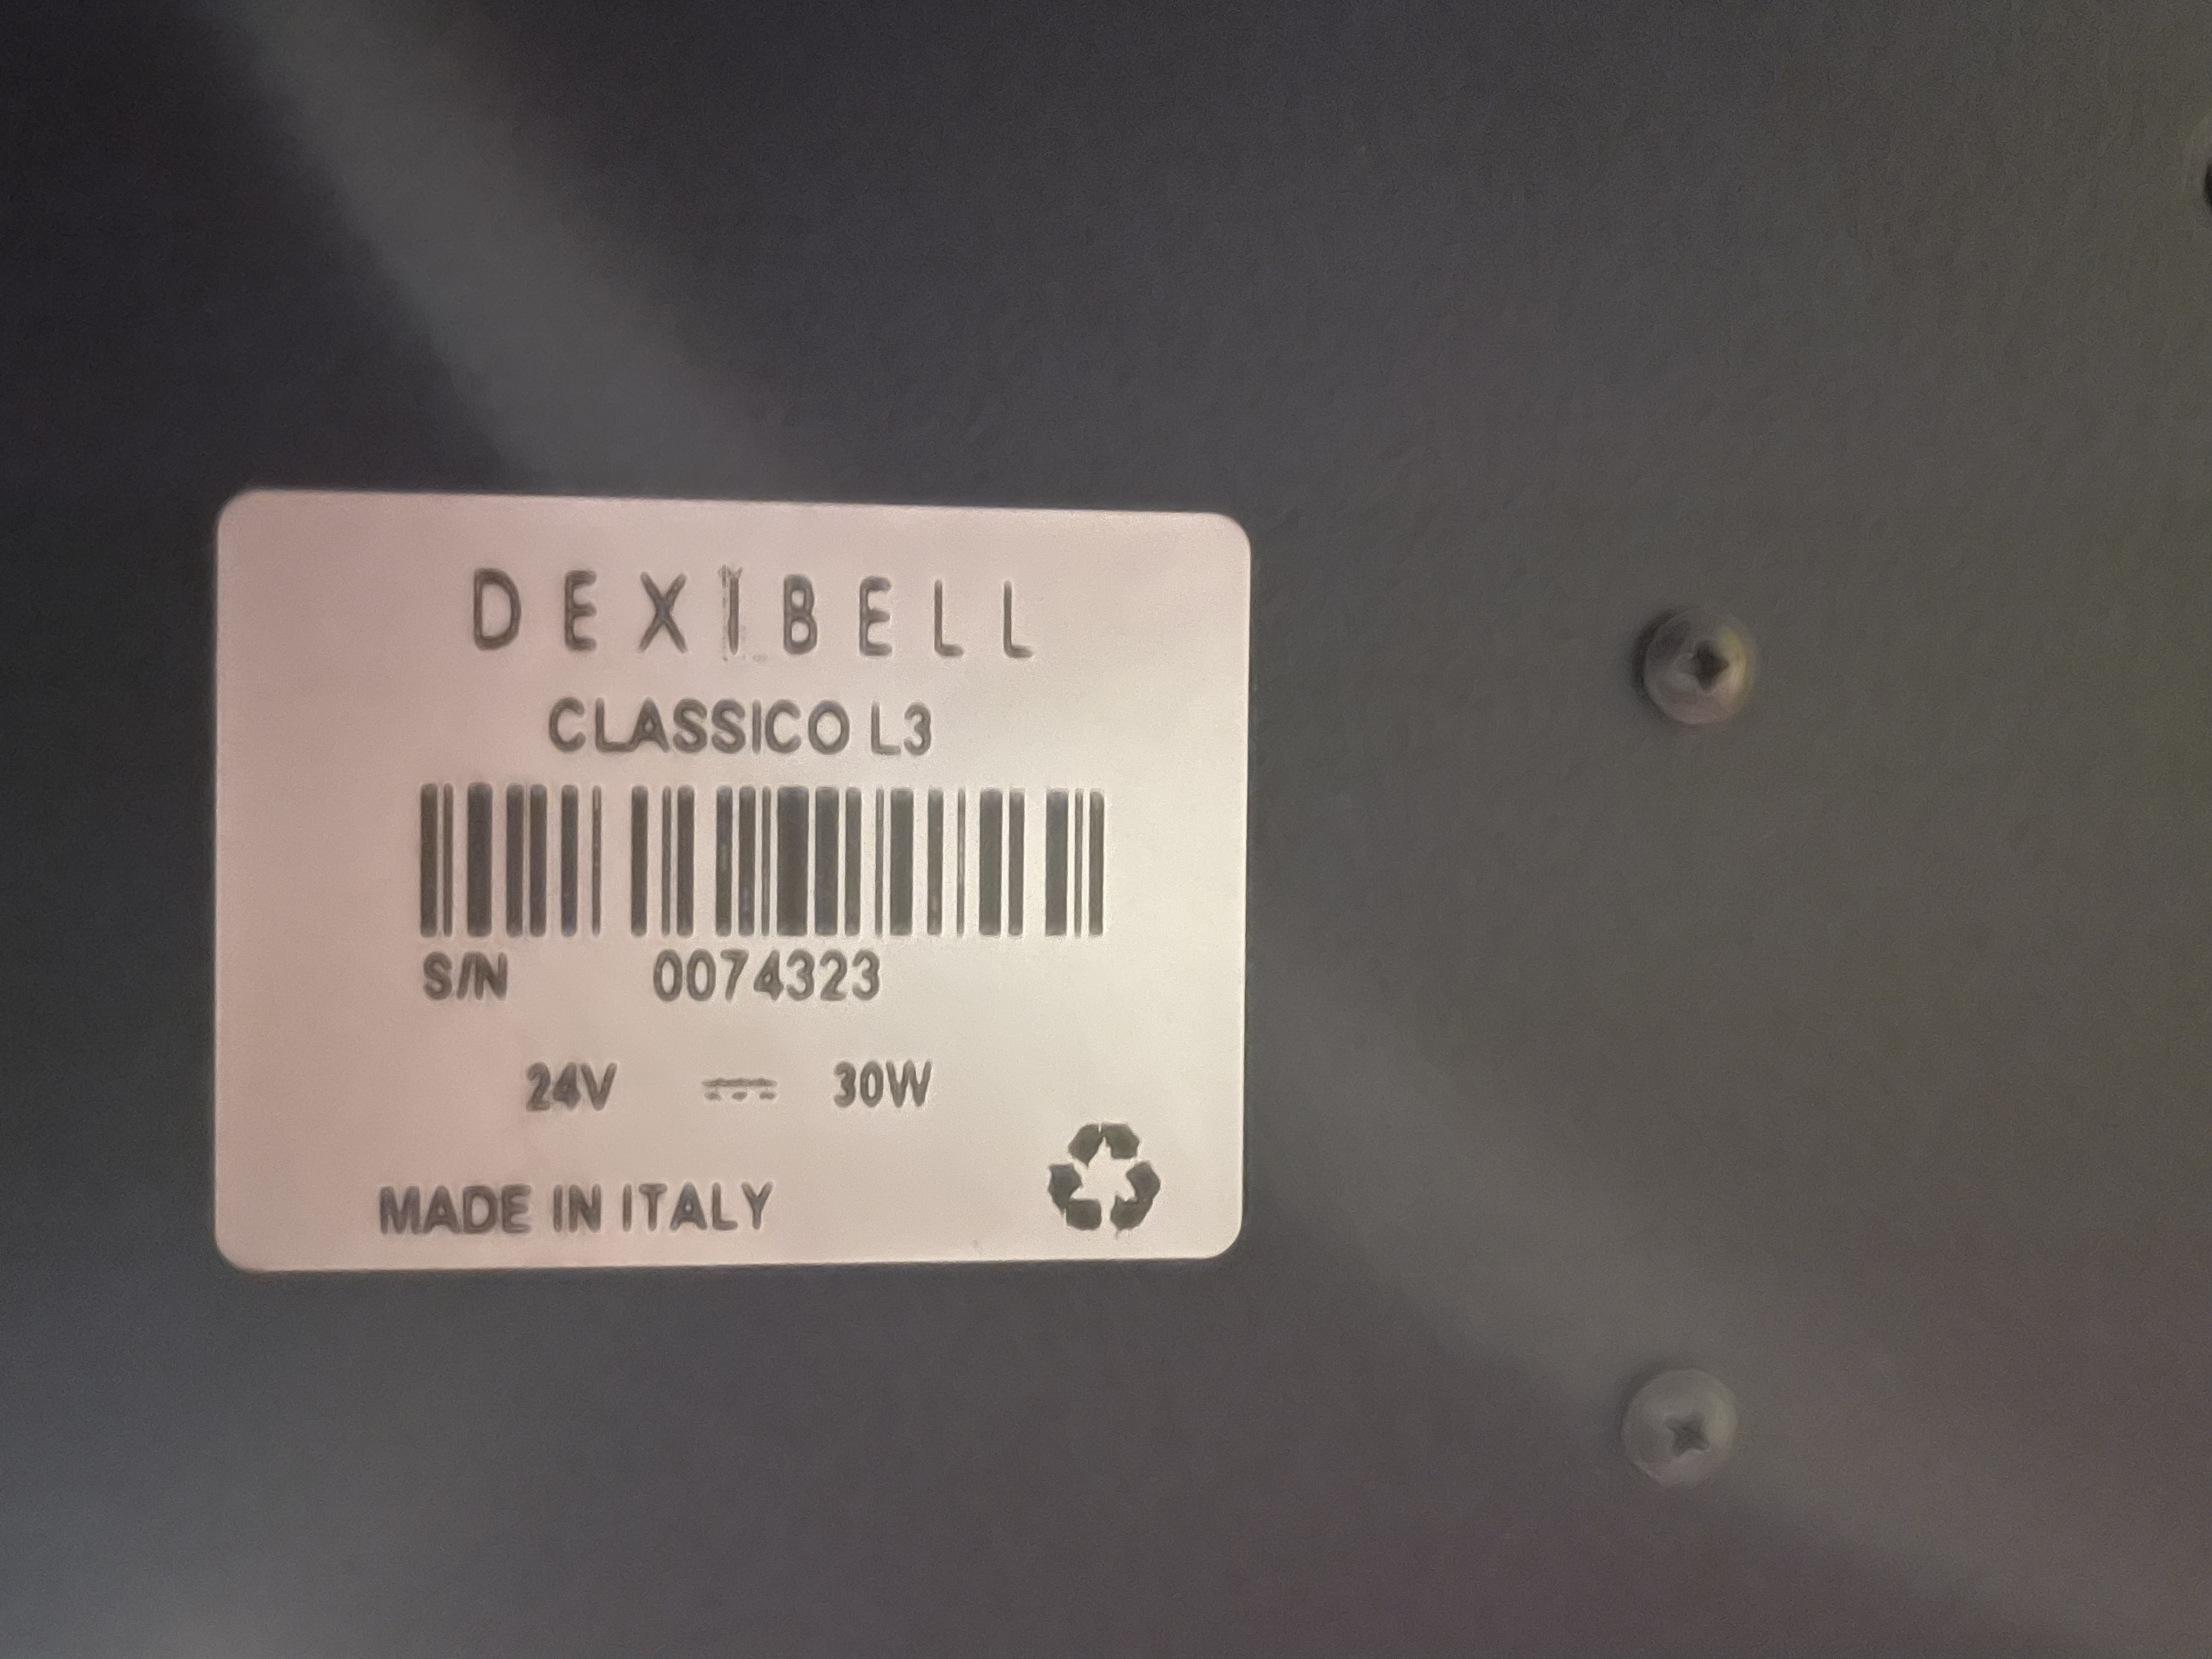 DEXIBELL
CLASSICO L3
S/N 0074323
24V 30W
MADE IN ITALY